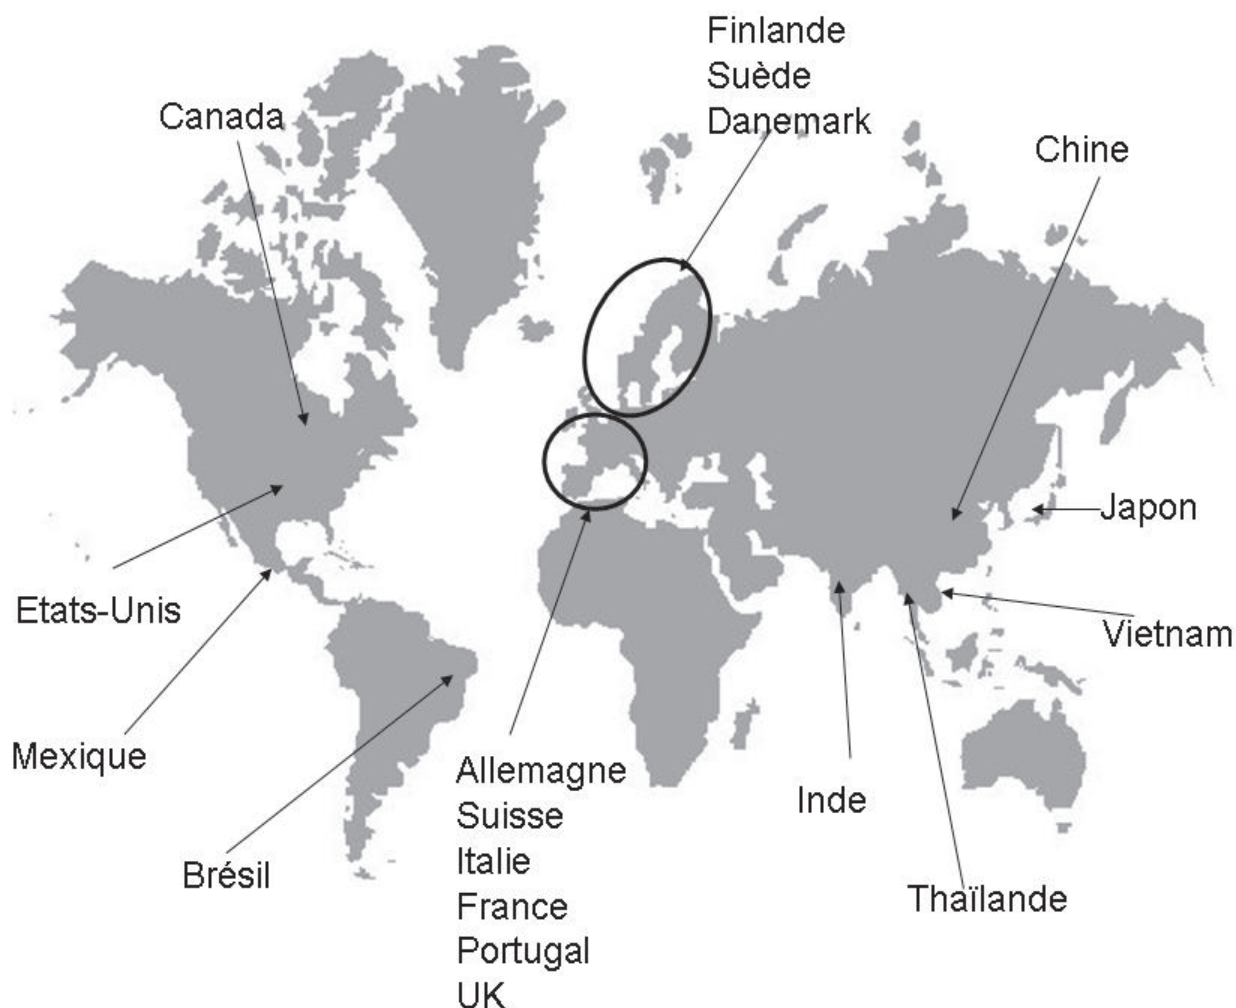 Finlande
Suède
Danemark
Canada
Chine
Japon
Etats-Unis
Vietnam
Mexique
Allemagne
Suisse
Italie
France
Portugal
UK
Inde
Brésil
Thaïlande